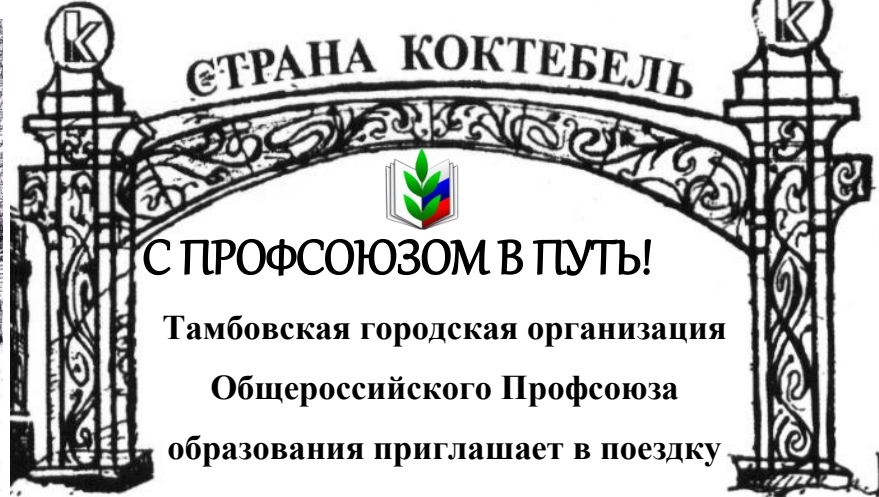 k
k
СТРАНА КОКТЕБЕЛЬ
С ПРОФСОЮЗОМ В ПУТЬ!
Тамбовская городская организация
Общероссийского Профсоюза
образования приглашает в поездку